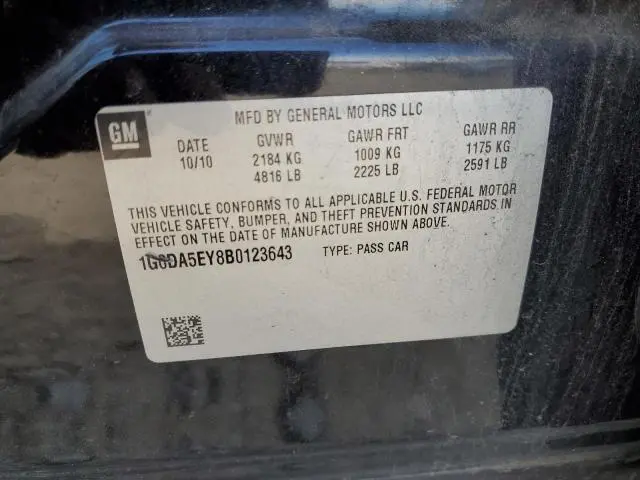 GM
MFD BY GENERAL MOTORS LLC
DATE GVWR GAWR FRT GAWR RR
10/10 2184 KG 1009 KG 1175 KG
4816 LB 2225 LB 2591 LB
THIS VEHICLE CONFORMS TO ALL APPLICABLE U.S. FEDERAL MOTOR
VEHICLE SAFETY, BUMPER, AND THEFT PREVENTION STANDARDS IN
EFFECT ON THE DATE OF MANUFACTURE SHOWN ABOVE.
1G6DA5EY8B0123643 TYPE: PASS CAR